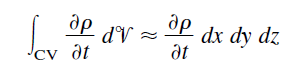 ∫_CV ∂ρ/∂t dV̶ ≈ ∂ρ/∂t dx dy dz